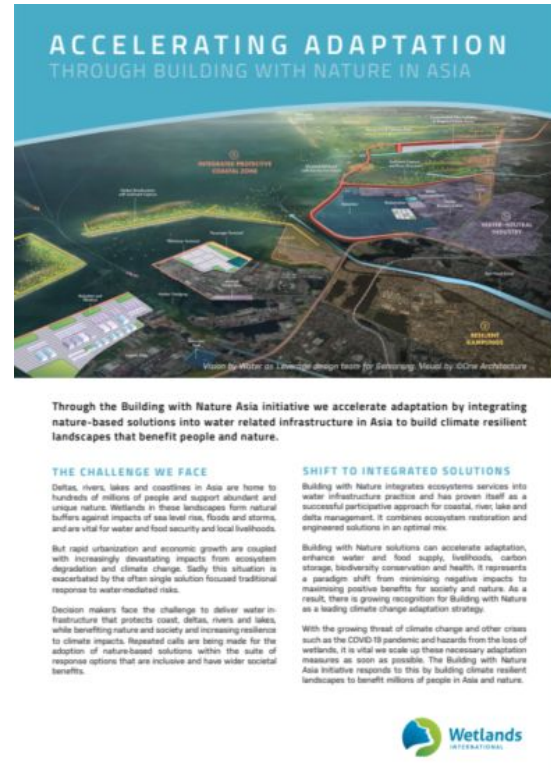 ACCELERATING ADAPTATION
THROUGH BUILDING WITH NATURE IN ASIA
INTEGRATED PROTECTIVE
COASTAL ZONE
WATER-NEUTRAL
INDUSTRY
Passenger Terminal
RESILIENT
KAMPUNGS
Vision by Water as Leverage design team for Semarang. Visual by ©One Architecture
Through the Building with Nature Asia initiative we accelerate adaptation by integrating
nature-based solutions into water related infrastructure in Asia to build climate resilient
landscapes that benefit people and nature.
THE CHALLENGE WE FACE
Deltas, rivers, lakes and coastlines in Asia are home to
hundreds of millions of people and support abundant and
unique nature. Wetlands in these landscapes form natural
buffers against impacts of sea level rise, floods and storms,
and are vital for water and food security and local livelihoods.
But rapid urbanization and economic growth are coupled
with increasingly devastating impacts from ecosystem
degradation and climate change. Sadly this situation is
exacerbated by the often single solution focused traditional
response to water-mediated risks.
Decision makers face the challenge to deliver water in-
frastructure that protects coast, deltas, rivers and lakes,
while benefiting nature and society and increasing resilience
to climate impacts. Repeated calls are being made for the
adoption of nature-based solutions within the suite of
response options that are inclusive and have wider societal
benefits.
SHIFT TO INTEGRATED SOLUTIONS
Building with Nature integrates ecosystems services into
water infrastructure practice and has proven itself as a
successful participative approach for coastal, river, lake and
delta management. It combines ecosystem restoration and
engineered solutions in an optimal mix.
Building with Nature solutions can accelerate adaptation,
enhance water and food supply, livelihoods, carbon
storage, biodiversity conservation and health. It represents
a paradigm shift from minimising negative impacts to
maximising positive benefits for society and nature. As a
result, there is growing recognition for Building with Nature
as a leading climate change adaptation strategy.
With the growing threat of climate change and other crises
such as the COVID-19 pandemic and hazards from the loss of
wetlands, it is vital we scale up these necessary adaptation
measures as soon as possible. The Building with Nature
Asia Initiative responds to this by building climate resilient
landscapes to benefit millions of people in Asia and nature.
Wetlands
INTERNATIONAL